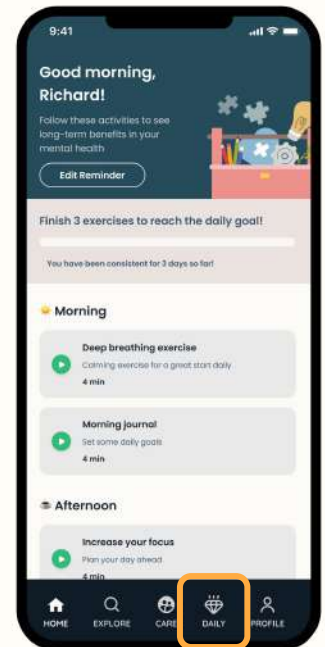 9:41
Good morning,
Richard!
Follow these activities to see
long-term benefits in your
mental health
Edit Reminder
Finish 3 exercises to reach the daily goal!
You have been consistent for 3 days so far!
Morning
Deep breathing exercise
Calming exercise for a great start daily
4 min
Morning journal
Set some daily goals
4 min
Afternoon
Increase your focus
Plan your day ahead
4 min
HOME EXPLORE CARE DAILY PROFILE